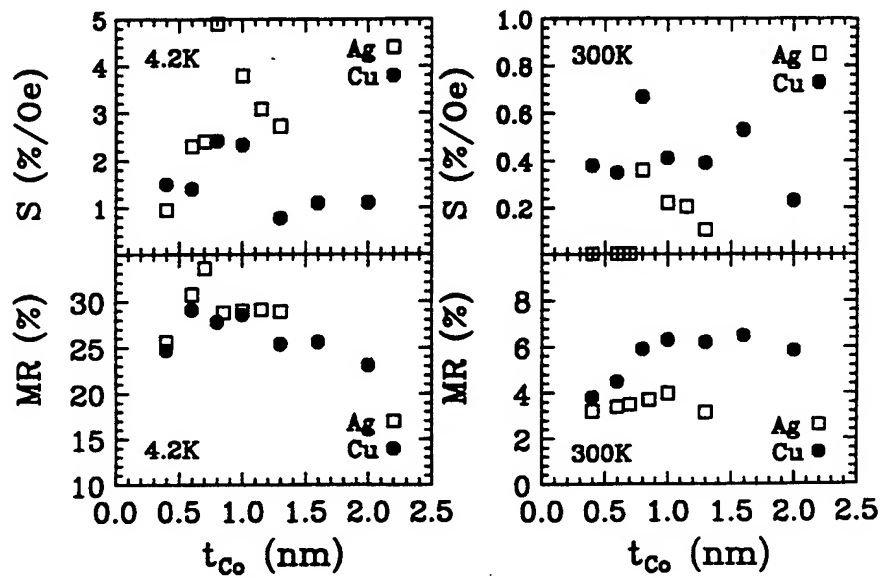 5
4
3
2
1
S (%/Oe)
4.2K
Ag
Cu
1.0
0.8
0.6
0.4
0.2
S (%/Oe)
300K
Ag
Cu
30
25
20
15
10
MR (%)
Ag
Cu
4.2K
8
6
4
2
0
MR (%)
Ag
Cu
300K
0.0 0.5 1.0 1.5 2.0 2.5
t_Co (nm)
0.0 0.5 1.0 1.5 2.0 2.5
t_Co (nm)